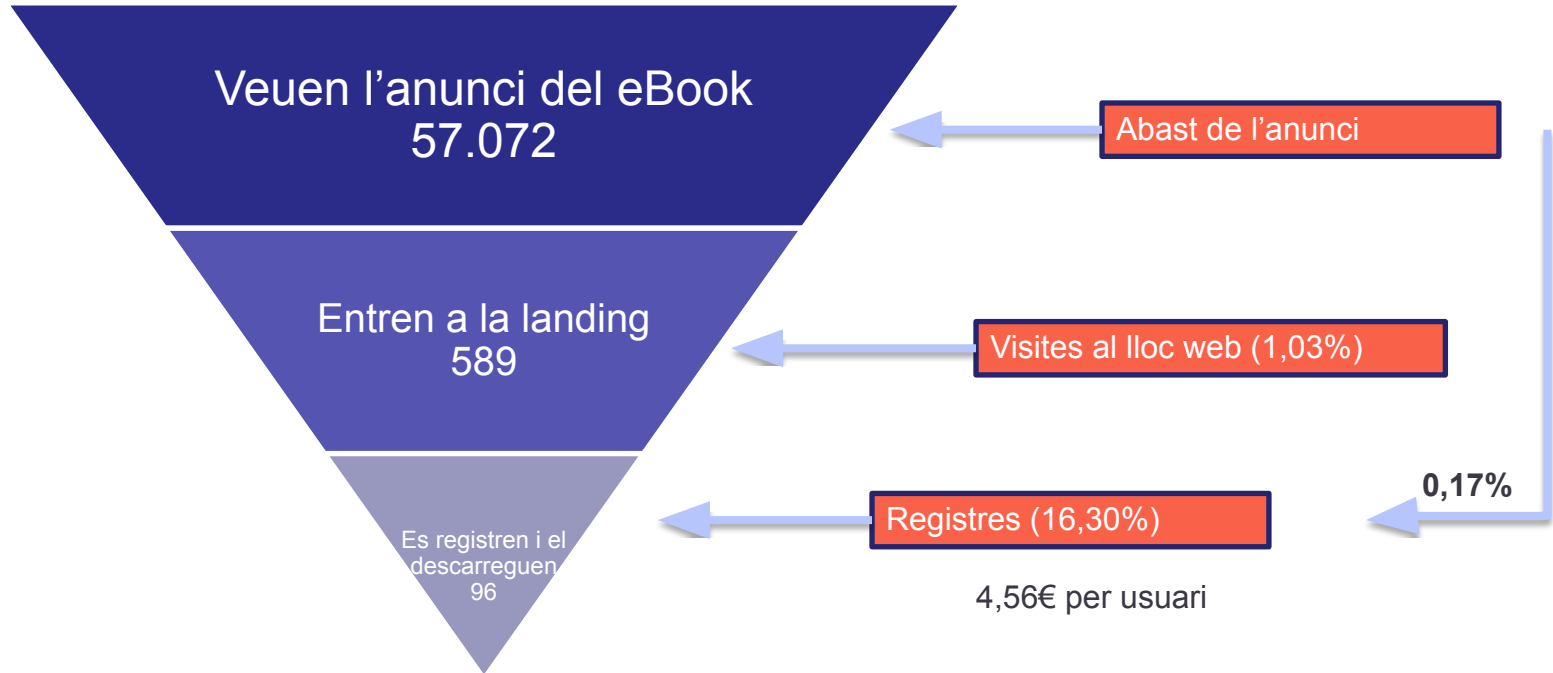 Veuen l’anunci del eBook
57.072
Abast de l’anunci
Entren a la landing
589
Visites al lloc web (1,03%)
Es registren i el
descarreguen
96
Registres (16,30%)
0,17%
4,56€ per usuari